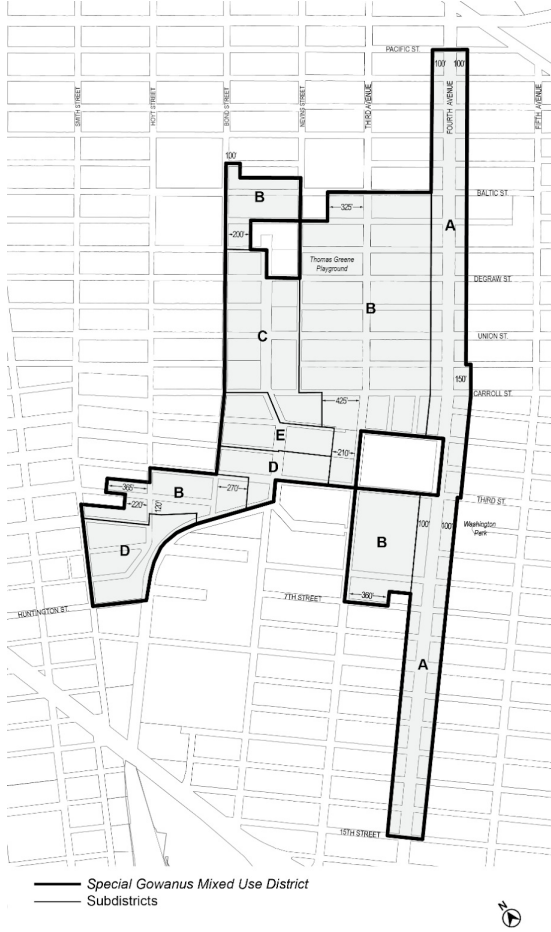 PACIFIC ST.
100' 100'
SMITH STREET
HOYT STREET
BOND STREET
NEVINS STREET
THIRD AVENUE
FOURTH AVENUE
FIFTH AVENUE
100'
B
325'
BALTIC ST.
200'
A
Thomas Greene
Playground
DEGRAW ST.
B
C
UNION ST.
150'
425'
CARROLL ST.
E
210'
D
365'
B
270'
220'
120'
THIRD ST.
100' 100'
Washington
Park
D
B
HUNTINGTON ST.
7TH STREET
360'
A
15TH STREET
Special Gowanus Mixed Use District
Subdistricts
N